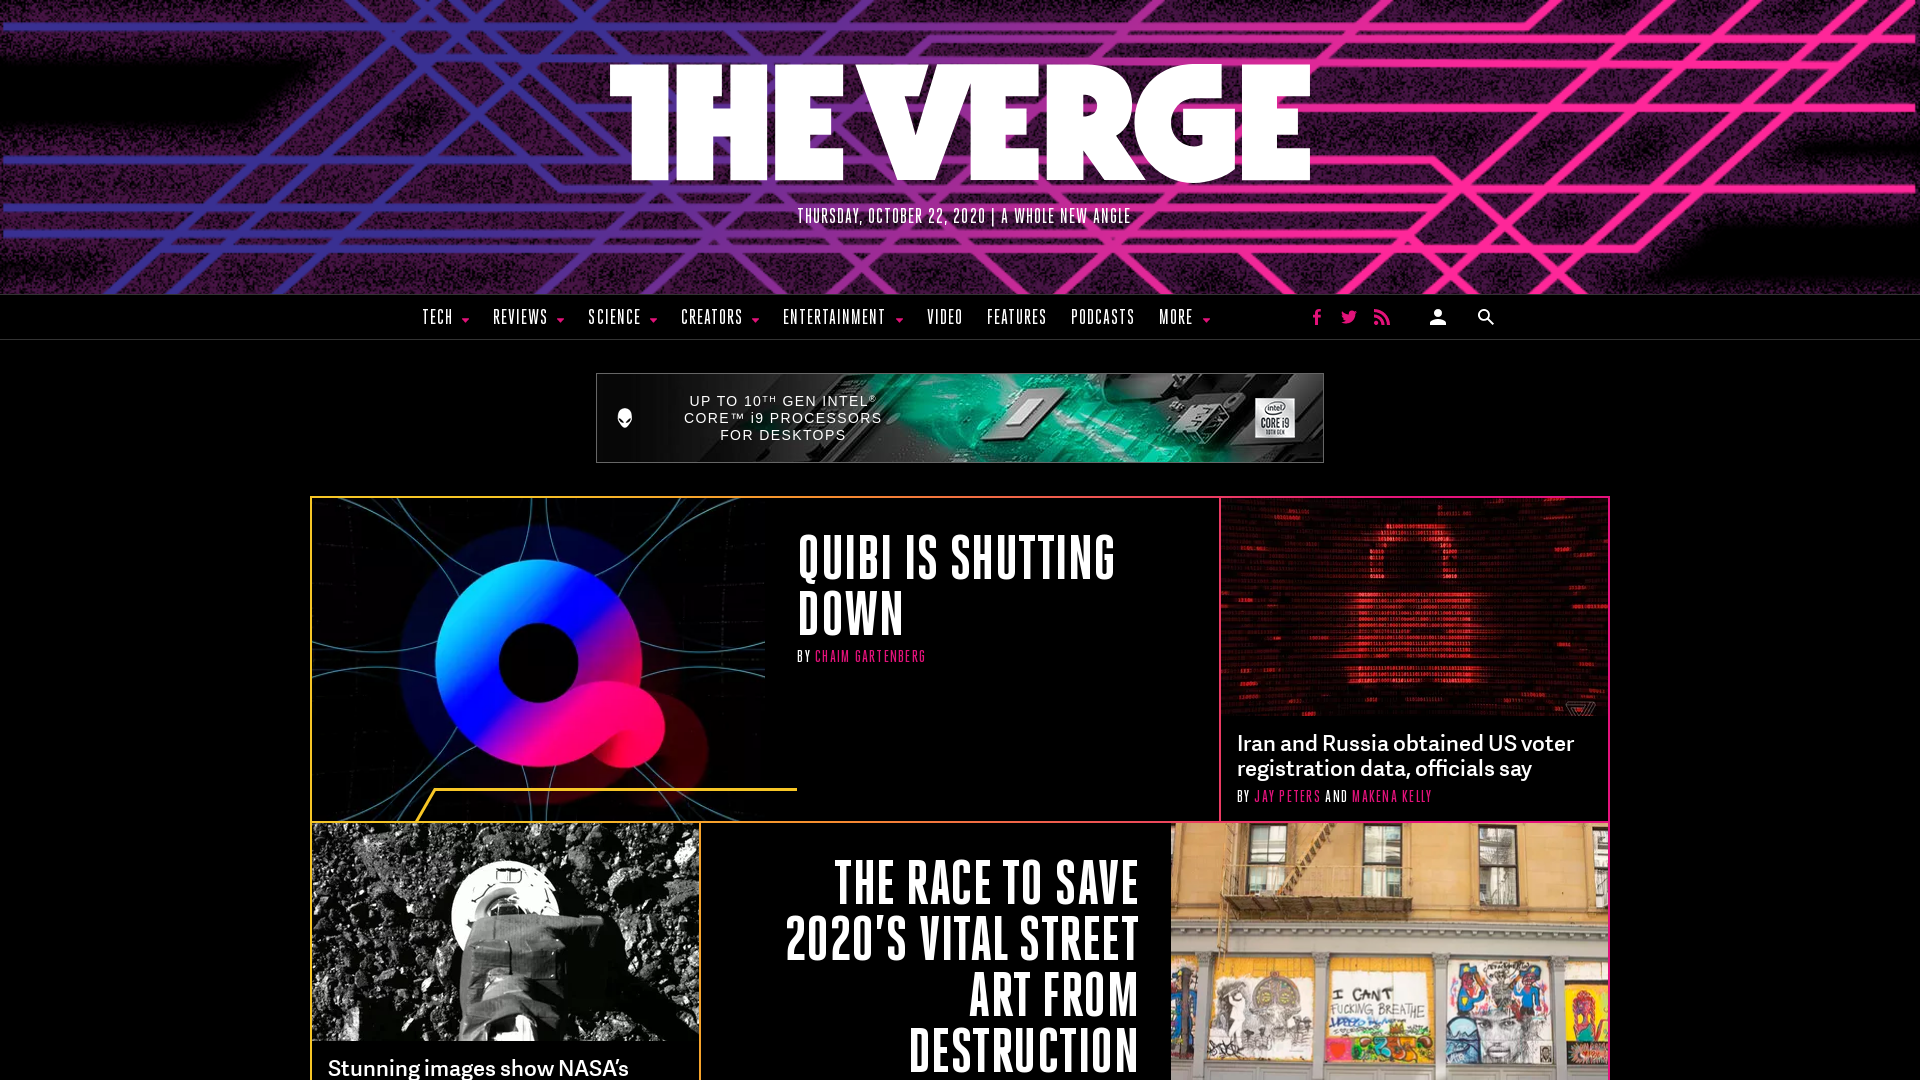 THE VERGE
THURSDAY, OCTOBER 22, 2020 | A WHOLE NEW ANGLE
TECH REVIEWS SCIENCE CREATORS ENTERTAINMENT VIDEO FEATURES PODCASTS MORE
UP TO 10TH GEN INTEL®
CORE™ i9 PROCESSORS
FOR DESKTOPS
intel
CORE i9
10TH GEN
QUIBI IS SHUTTING
DOWN
BY CHAIM GARTENBERG
Iran and Russia obtained US voter
registration data, officials say
BY JAY PETERS AND MAKENA KELLY
Stunning images show NASA’s
THE RACE TO SAVE
2020’S VITAL STREET
ART FROM
DESTRUCTION
I CANT
FUCKING BREATHE